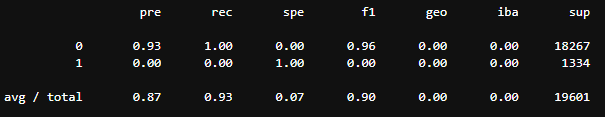 pre rec spe f1 geo iba sup
0 0.93 1.00 0.00 0.96 0.00 0.00 18267
1 0.00 0.00 1.00 0.00 0.00 0.00 1334
avg / total 0.87 0.93 0.07 0.90 0.00 0.00 19601